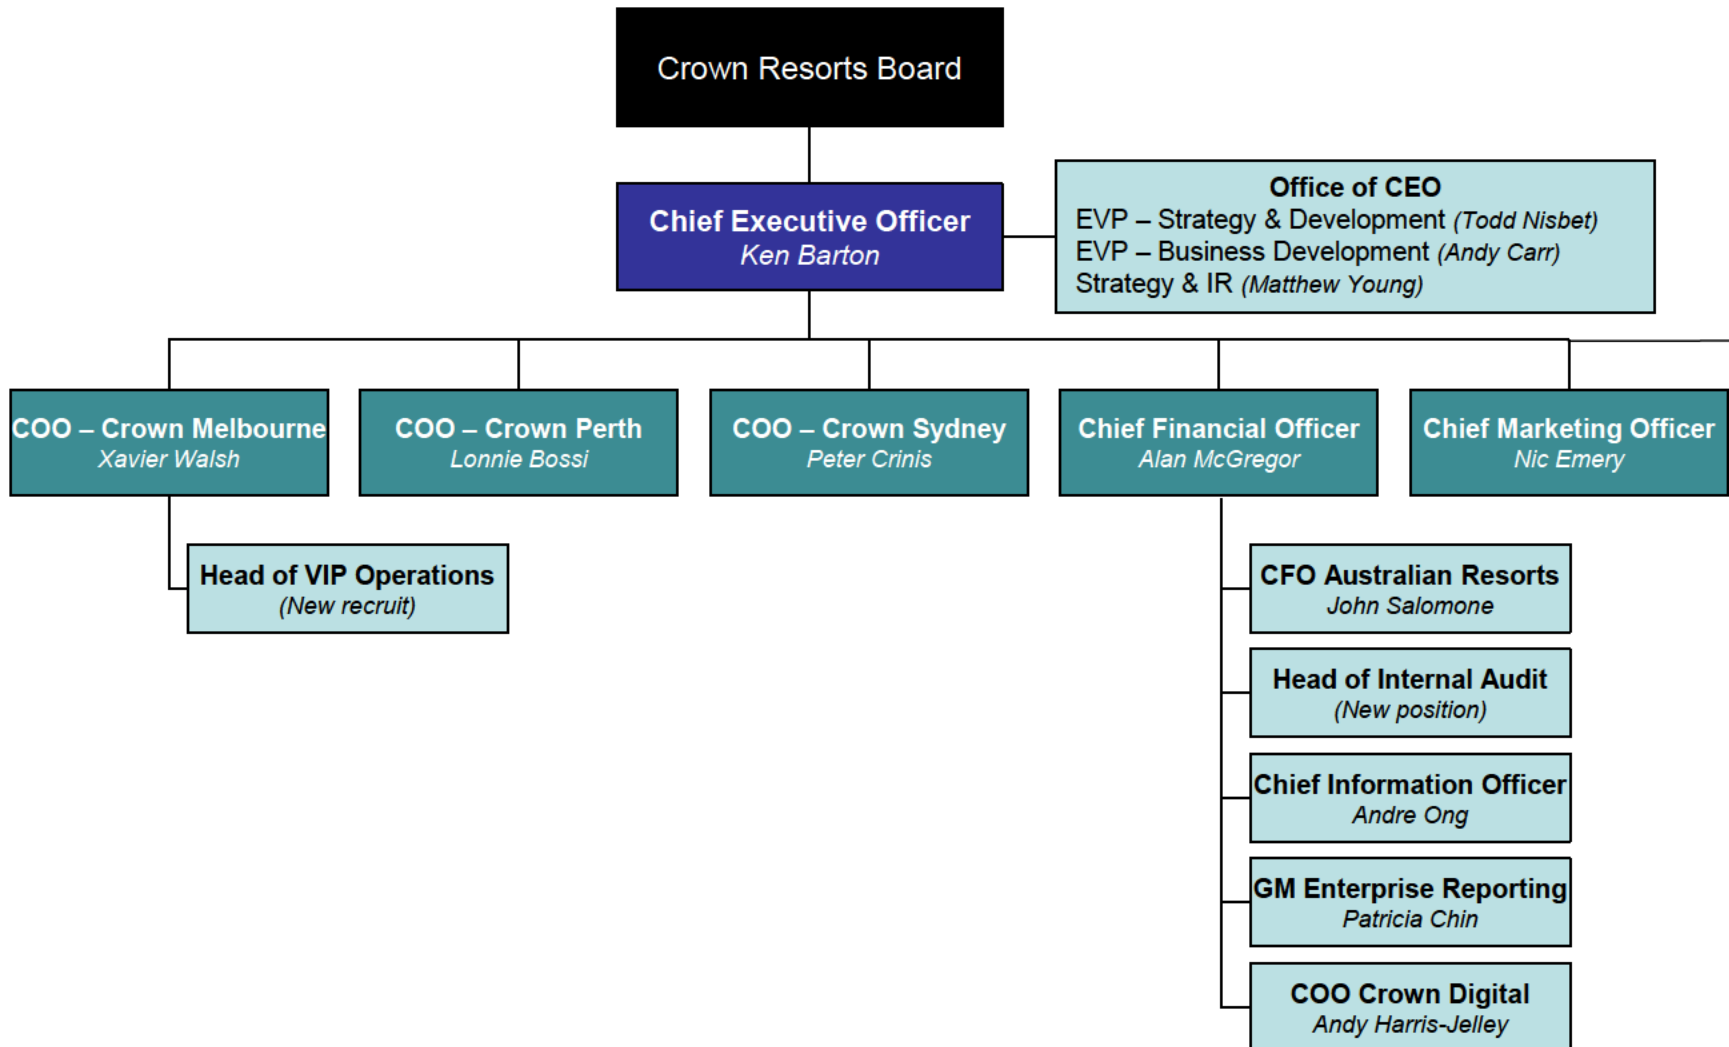 Crown Resorts Board
Chief Executive Officer
Ken Barton
Office of CEO
EVP – Strategy & Development (Todd Nisbet)
EVP – Business Development (Andy Carr)
Strategy & IR (Matthew Young)
COO – Crown Melbourne
Xavier Walsh
COO – Crown Perth
Lonnie Bossi
COO – Crown Sydney
Peter Crinis
Chief Financial Officer
Alan McGregor
Chief Marketing Officer
Nic Emery
Head of VIP Operations
(New recruit)
CFO Australian Resorts
John Salomone
Head of Internal Audit
(New position)
Chief Information Officer
Andre Ong
GM Enterprise Reporting
Patricia Chin
COO Crown Digital
Andy Harris-Jelley